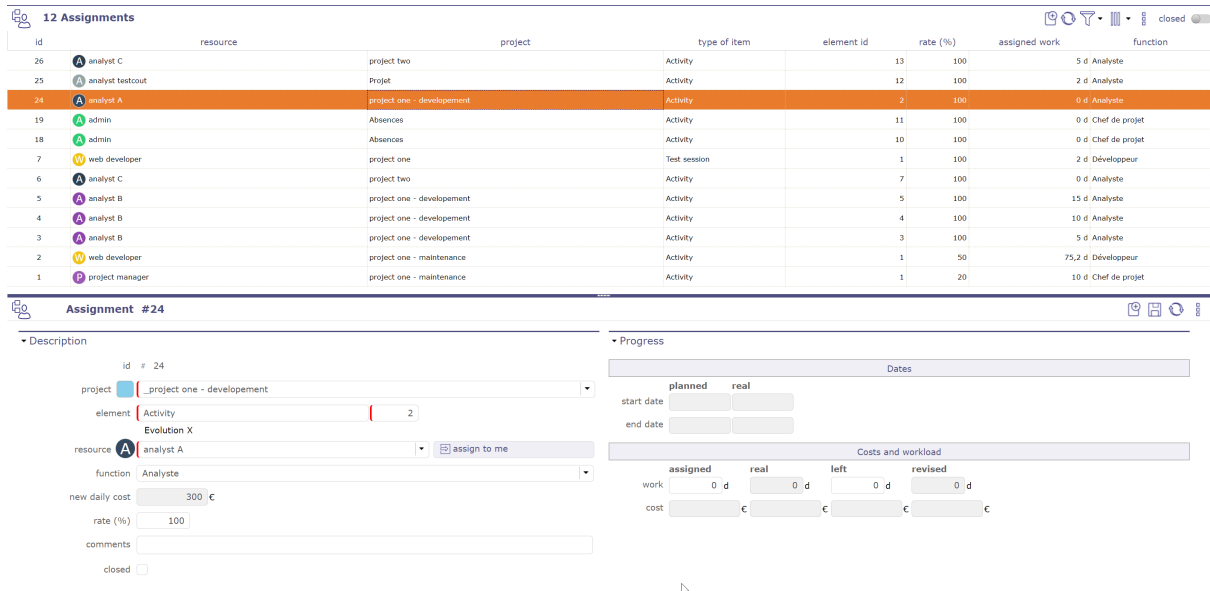 12 Assignments closed
id resource project type of item element id rate (%) assigned work function
26 A analyst C project two Activity 13 100 5 d Analyste
25 A analyst testcout Projet Activity 12 100 2 d Analyste
24 A analyst A project one - developement Activity 2 100 0 d Analyste
19 A admin Absences Activity 11 100 0 d Chef de projet
18 A admin Absences Activity 10 100 0 d Chef de projet
7 W web developer project one Test session 1 100 2 d Développeur
6 A analyst C project two Activity 7 100 0 d Analyste
5 A analyst B project one - developement Activity 5 100 15 d Analyste
4 A analyst B project one - developement Activity 4 100 10 d Analyste
3 A analyst B project one - developement Activity 3 100 5 d Analyste
2 W web developer project one - maintenance Activity 1 50 75,2 d Développeur
1 P project manager project one - maintenance Activity 1 20 10 d Chef de projet
Assignment #24
Description
id # 24
project _project one - developement
element Activity 2
Evolution X
resource A analyst A assign to me
function Analyste
new daily cost 300 €
rate (%) 100
comments
closed
Progress
Dates
planned real
start date
end date
Costs and workload
assigned real left revised
work 0 d 0 d 0 d 0 d
cost € € € €